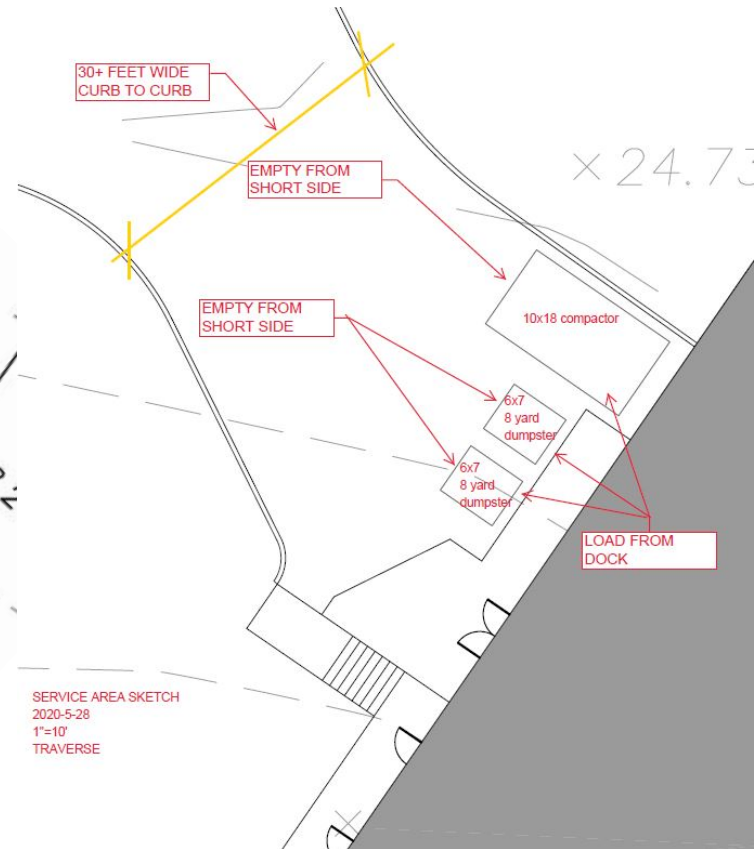 30+ FEET WIDE
CURB TO CURB
EMPTY FROM
SHORT SIDE
× 24.73
10x18 compactor
EMPTY FROM
SHORT SIDE
6x7
8 yard
dumpster
6x7
8 yard
dumpster
LOAD FROM
DOCK
SERVICE AREA SKETCH
2020-5-28
1"=10'
TRAVERSE